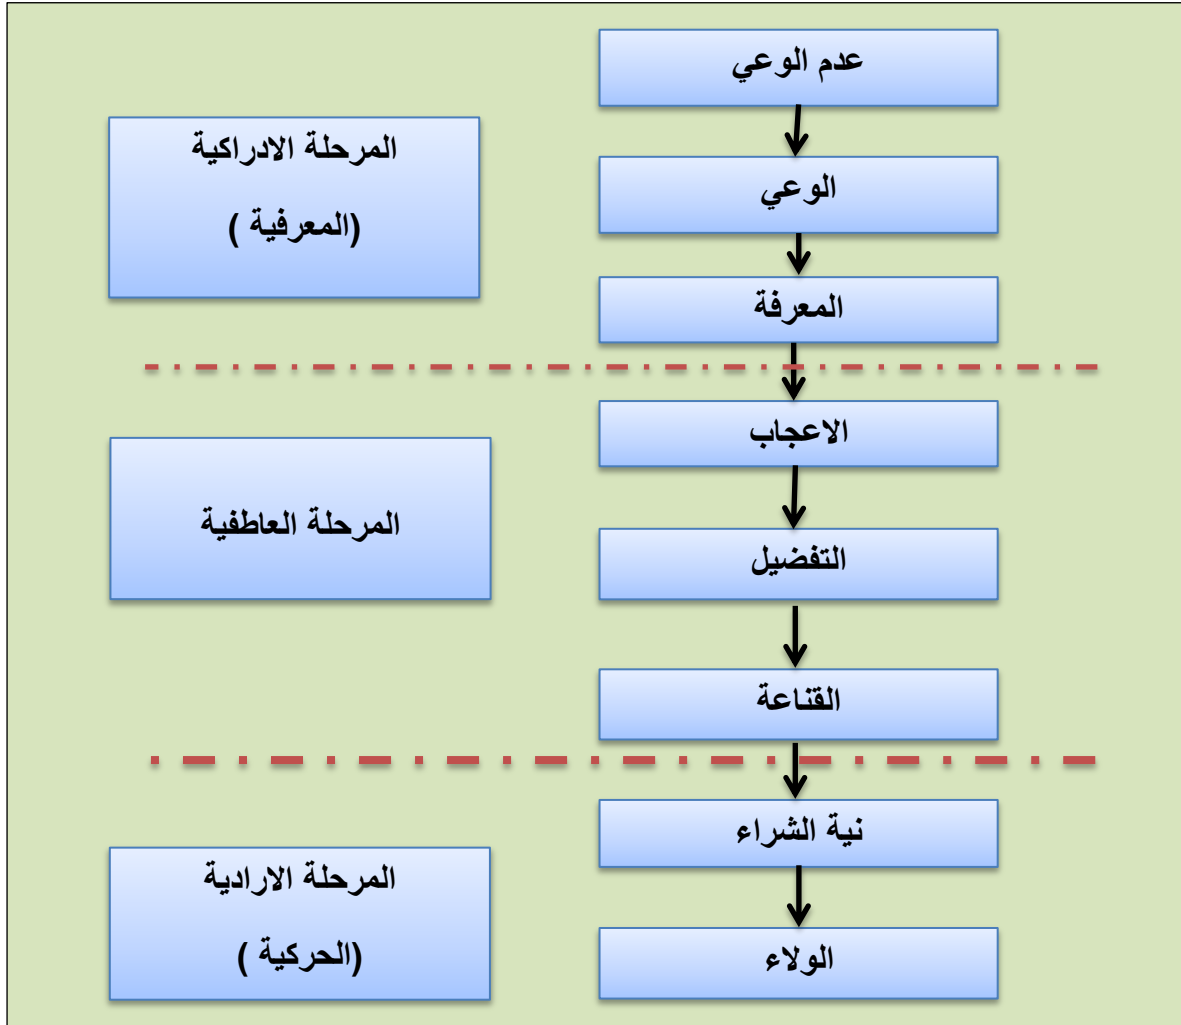 عدم الوعي
المرحلة الادراكية
(المعرفية )
الوعي
المعرفة
الاعجاب
المرحلة العاطفية
التفضيل
القناعة
نية الشراء
المرحلة الارادية
(الحركية )
الولاء